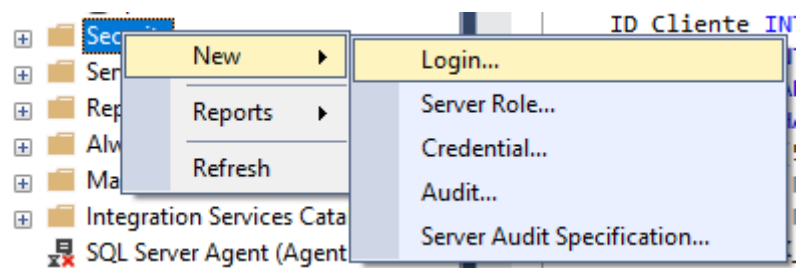 Security
New
Login...
ID Cliente INT
Ser
Server Role...
Rep
Reports
Credential...
Alw
Refresh
Audit...
Ma
Integration Services Cata
Server Audit Specification...
SQL Server Agent (Agent